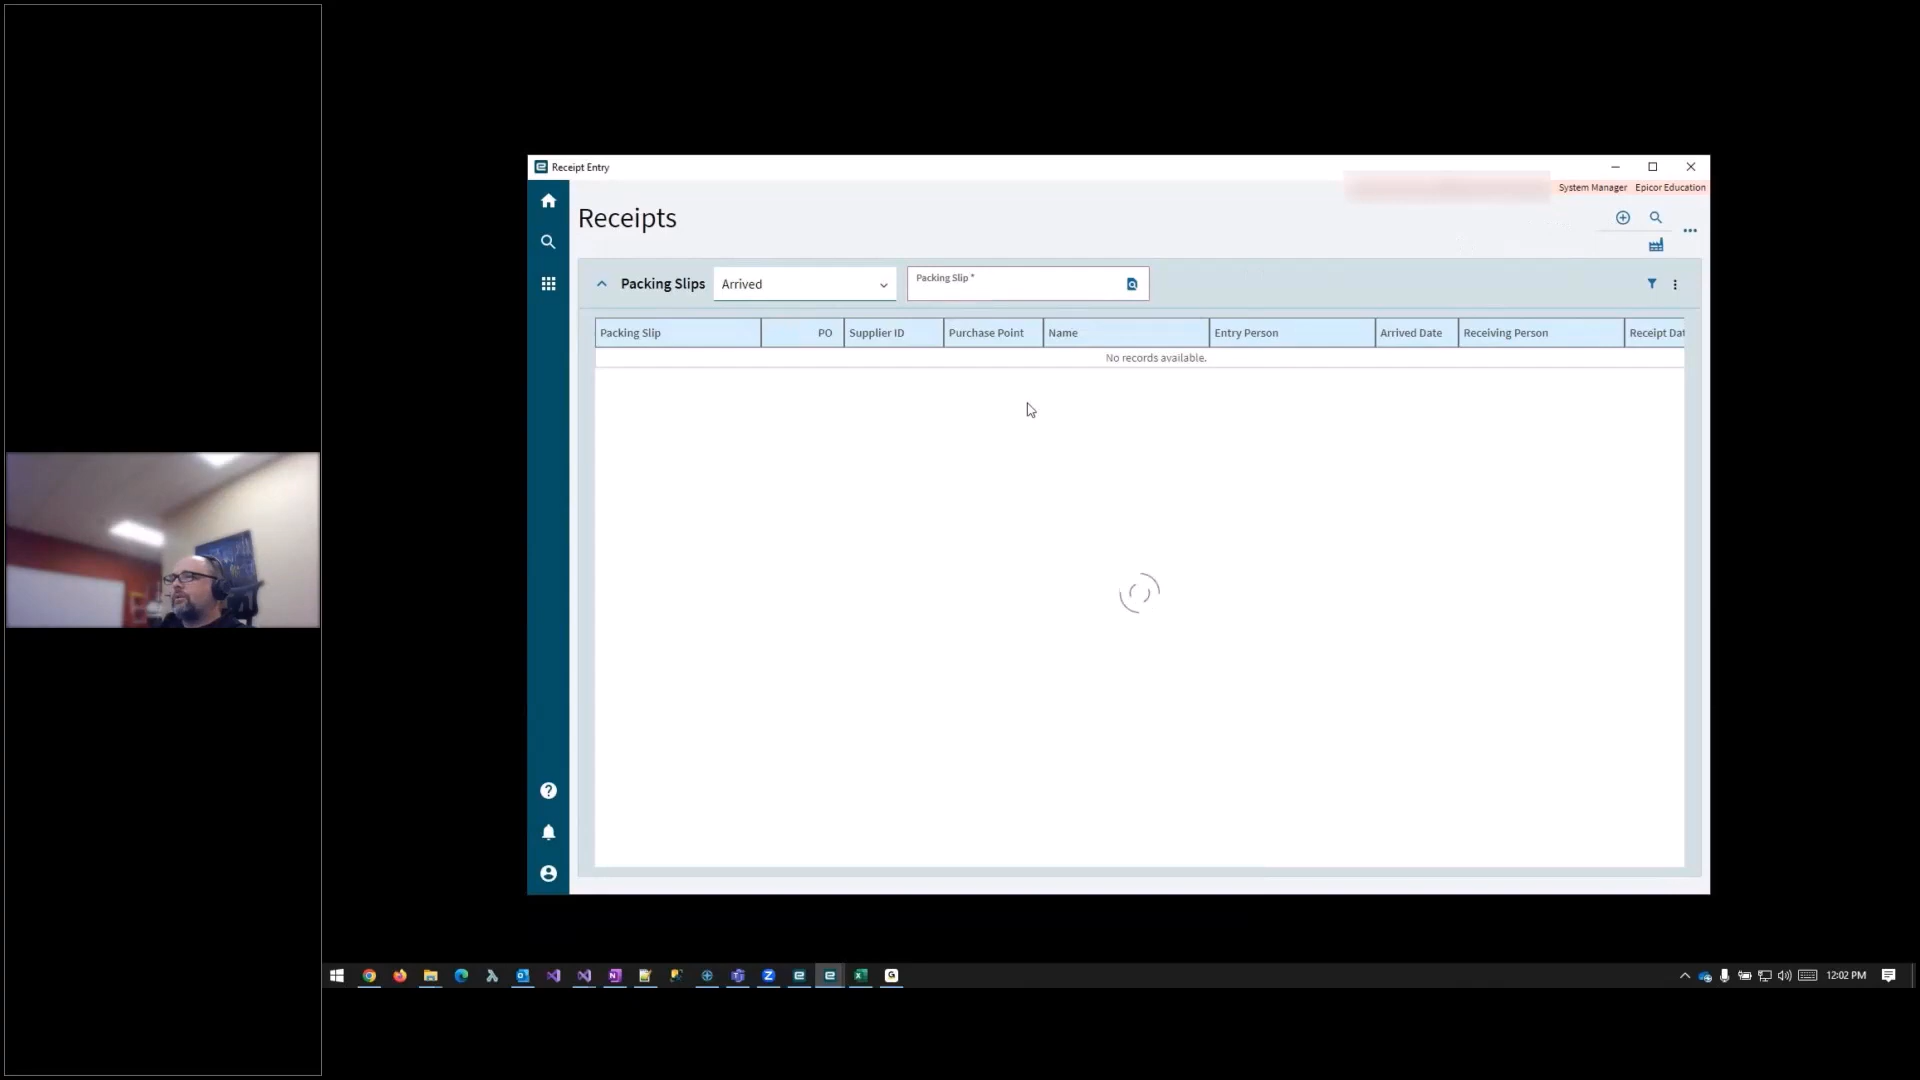 Receipt Entry
System Manager Epicor Education
Receipts
Packing Slips Arrived Packing Slip *
Packing Slip PO Supplier ID Purchase Point Name Entry Person Arrived Date Receiving Person Receipt Dat
No records available.
12:02 PM